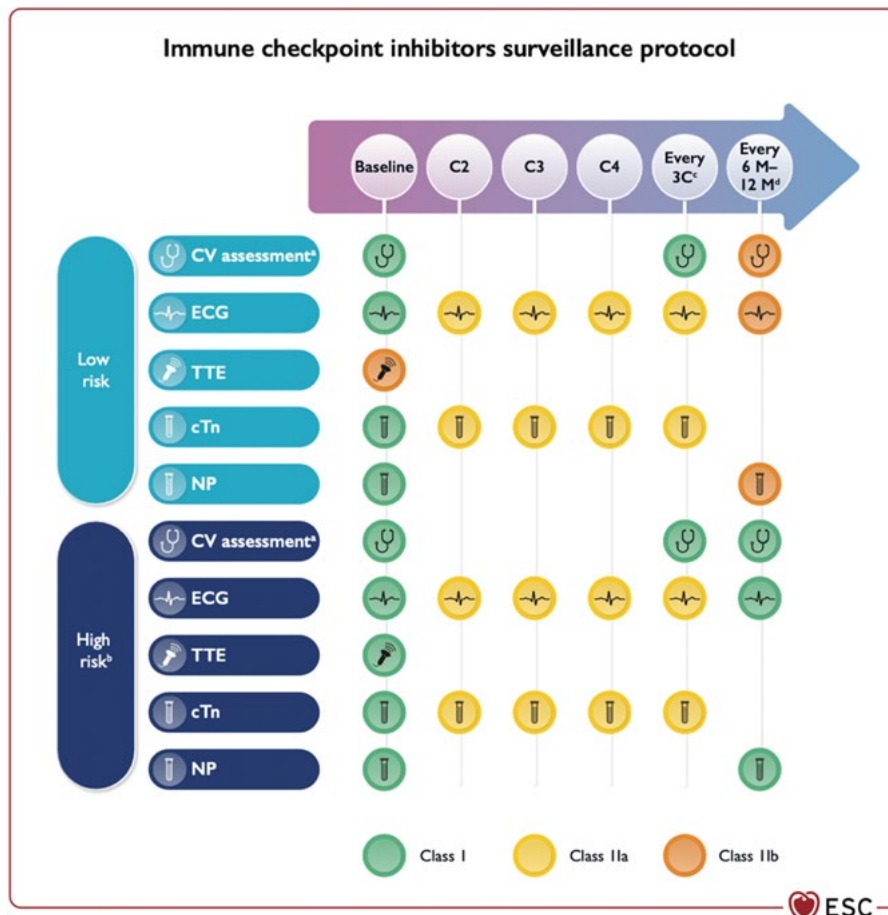 Immune checkpoint inhibitors surveillance protocol
Baseline
C2
C3
C4
Every
3Cᶜ
Every
6 M–
12 Mᵈ
Low
risk
CV assessmentᵃ
ECG
TTE
cTn
NP
High
riskᵇ
CV assessmentᵃ
ECG
TTE
cTn
NP
Class I
Class IIa
Class IIb
ESC